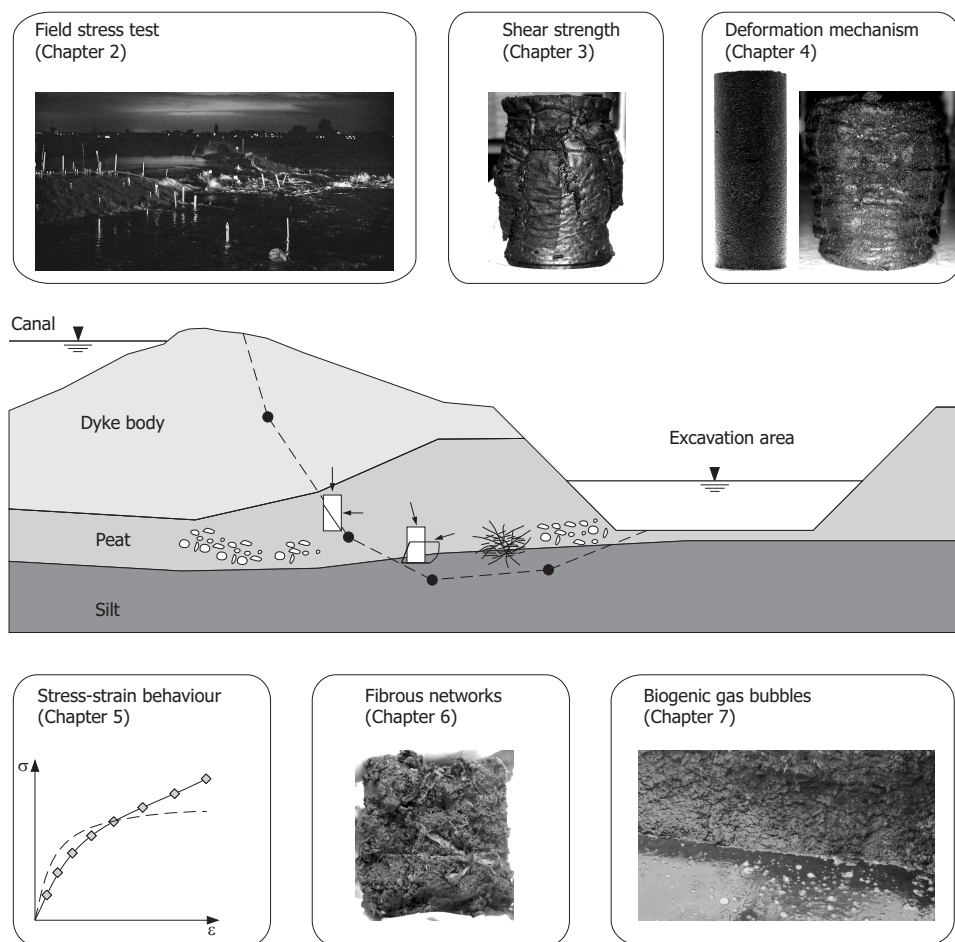 Field stress test
(Chapter 2)
Shear strength
(Chapter 3)
Deformation mechanism
(Chapter 4)
Canal
Dyke body
Excavation area
Peat
Silt
Stress-strain behaviour
(Chapter 5)
σ
ε
Fibrous networks
(Chapter 6)
Biogenic gas bubbles
(Chapter 7)